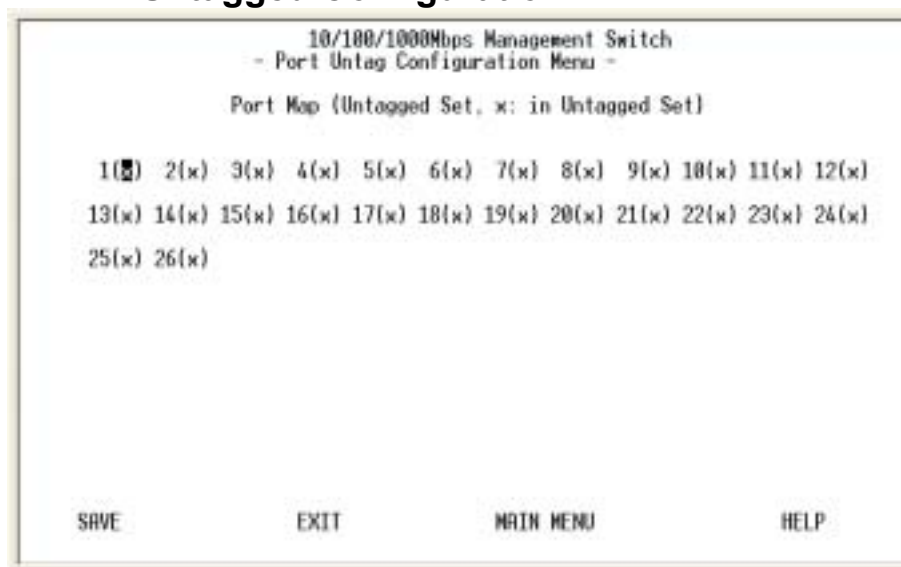 10/100/1000Mbps Management Switch
- Port Untag Configuration Menu -
Port Map (Untagged Set, x: in Untagged Set)
1(x) 2(x) 3(x) 4(x) 5(x) 6(x) 7(x) 8(x) 9(x) 10(x) 11(x) 12(x)
13(x) 14(x) 15(x) 16(x) 17(x) 18(x) 19(x) 20(x) 21(x) 22(x) 23(x) 24(x)
25(x) 26(x)
SAVE EXIT MAIN MENU HELP